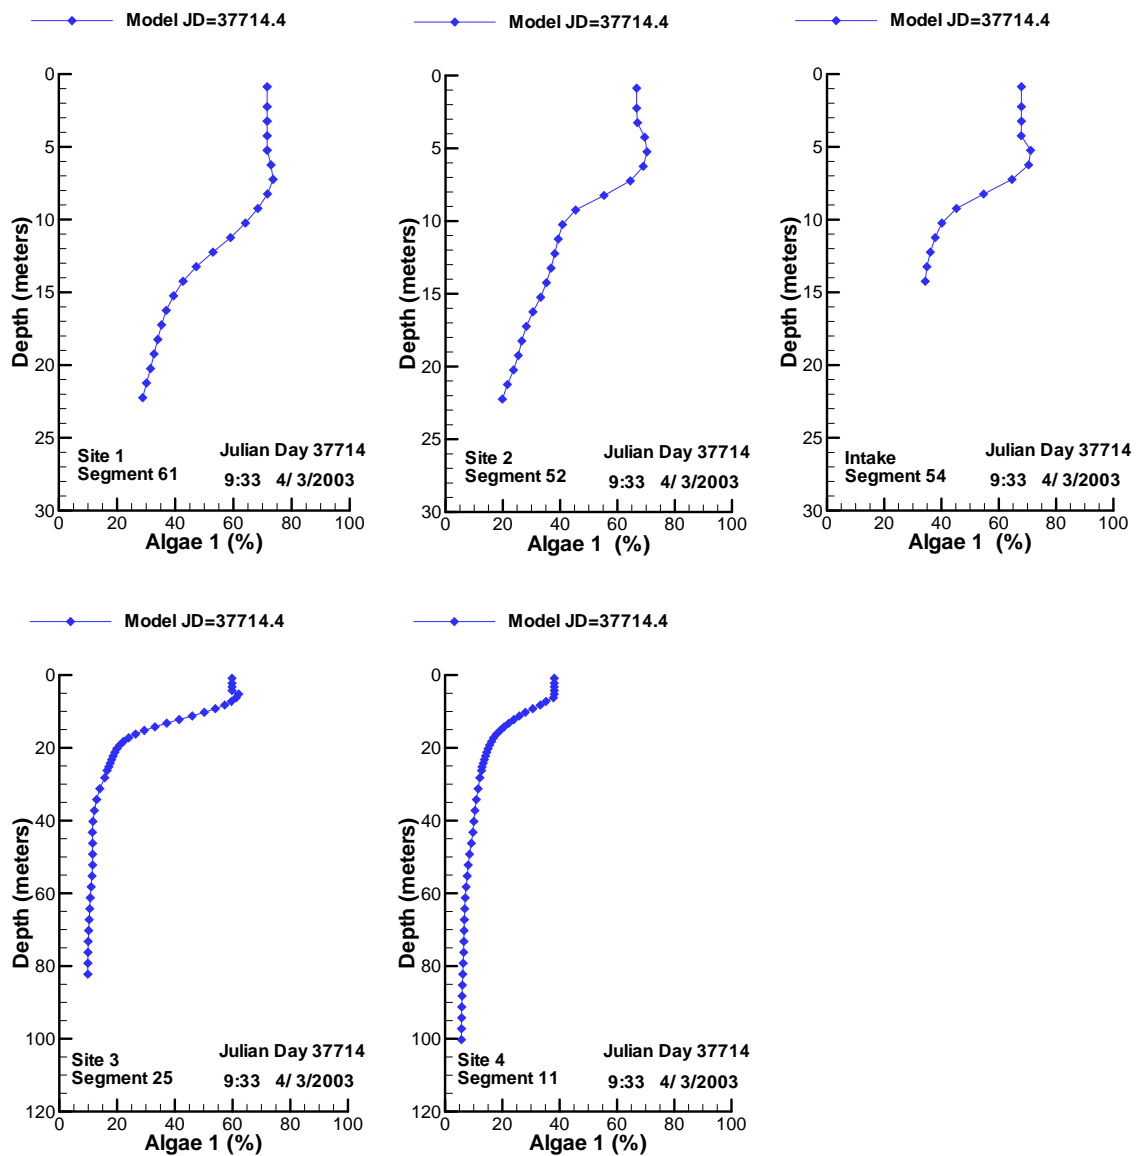 Model JD=37714.4
Model JD=37714.4
Model JD=37714.4
0
5
10
15
20
25
30
Depth (meters)
Site 1
Segment 61
Julian Day 37714
9:33 4/ 3/2003
0 20 40 60 80 100
Algae 1 (%)
0
5
10
15
20
25
30
Depth (meters)
Site 2
Segment 52
Julian Day 37714
9:33 4/ 3/2003
0 20 40 60 80 100
Algae 1 (%)
0
5
10
15
20
25
30
Depth (meters)
Intake
Segment 54
Julian Day 37714
9:33 4/ 3/2003
0 20 40 60 80 100
Algae 1 (%)
Model JD=37714.4
Model JD=37714.4
0
20
40
60
80
100
120
Depth (meters)
Site 3
Segment 25
Julian Day 37714
9:33 4/ 3/2003
0 20 40 60 80 100
Algae 1 (%)
0
20
40
60
80
100
120
Depth (meters)
Site 4
Segment 11
Julian Day 37714
9:33 4/ 3/2003
0 20 40 60 80 100
Algae 1 (%)